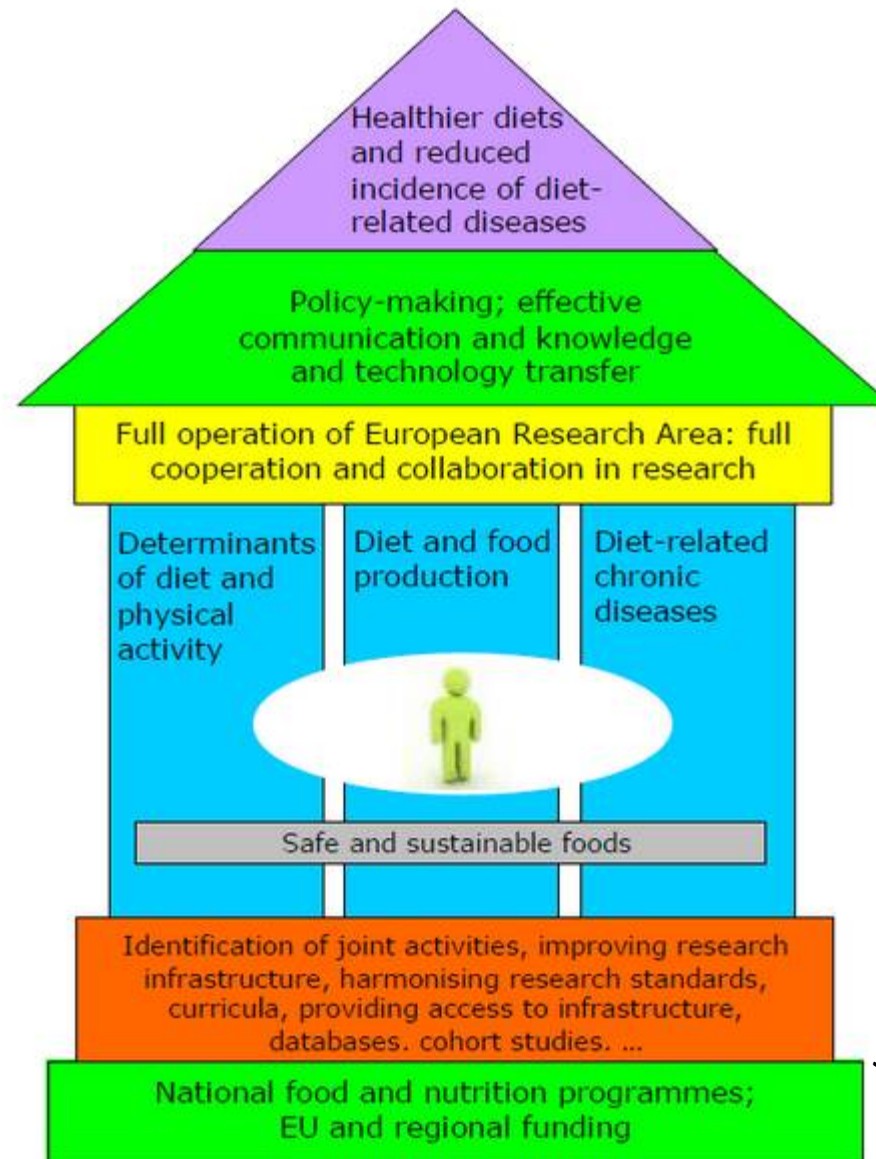 Healthier diets
and reduced
incidence of diet-
related diseases
Policy-making; effective
communication and knowledge
and technology transfer
Full operation of European Research Area: full
cooperation and collaboration in research
Determinants
of diet and
physical
activity
Diet and food
production
Diet-related
chronic
diseases
Safe and sustainable foods
Identification of joint activities, improving research
infrastructure, harmonising research standards,
curricula, providing access to infrastructure,
databases. cohort studies. ...
National food and nutrition programmes;
EU and regional funding